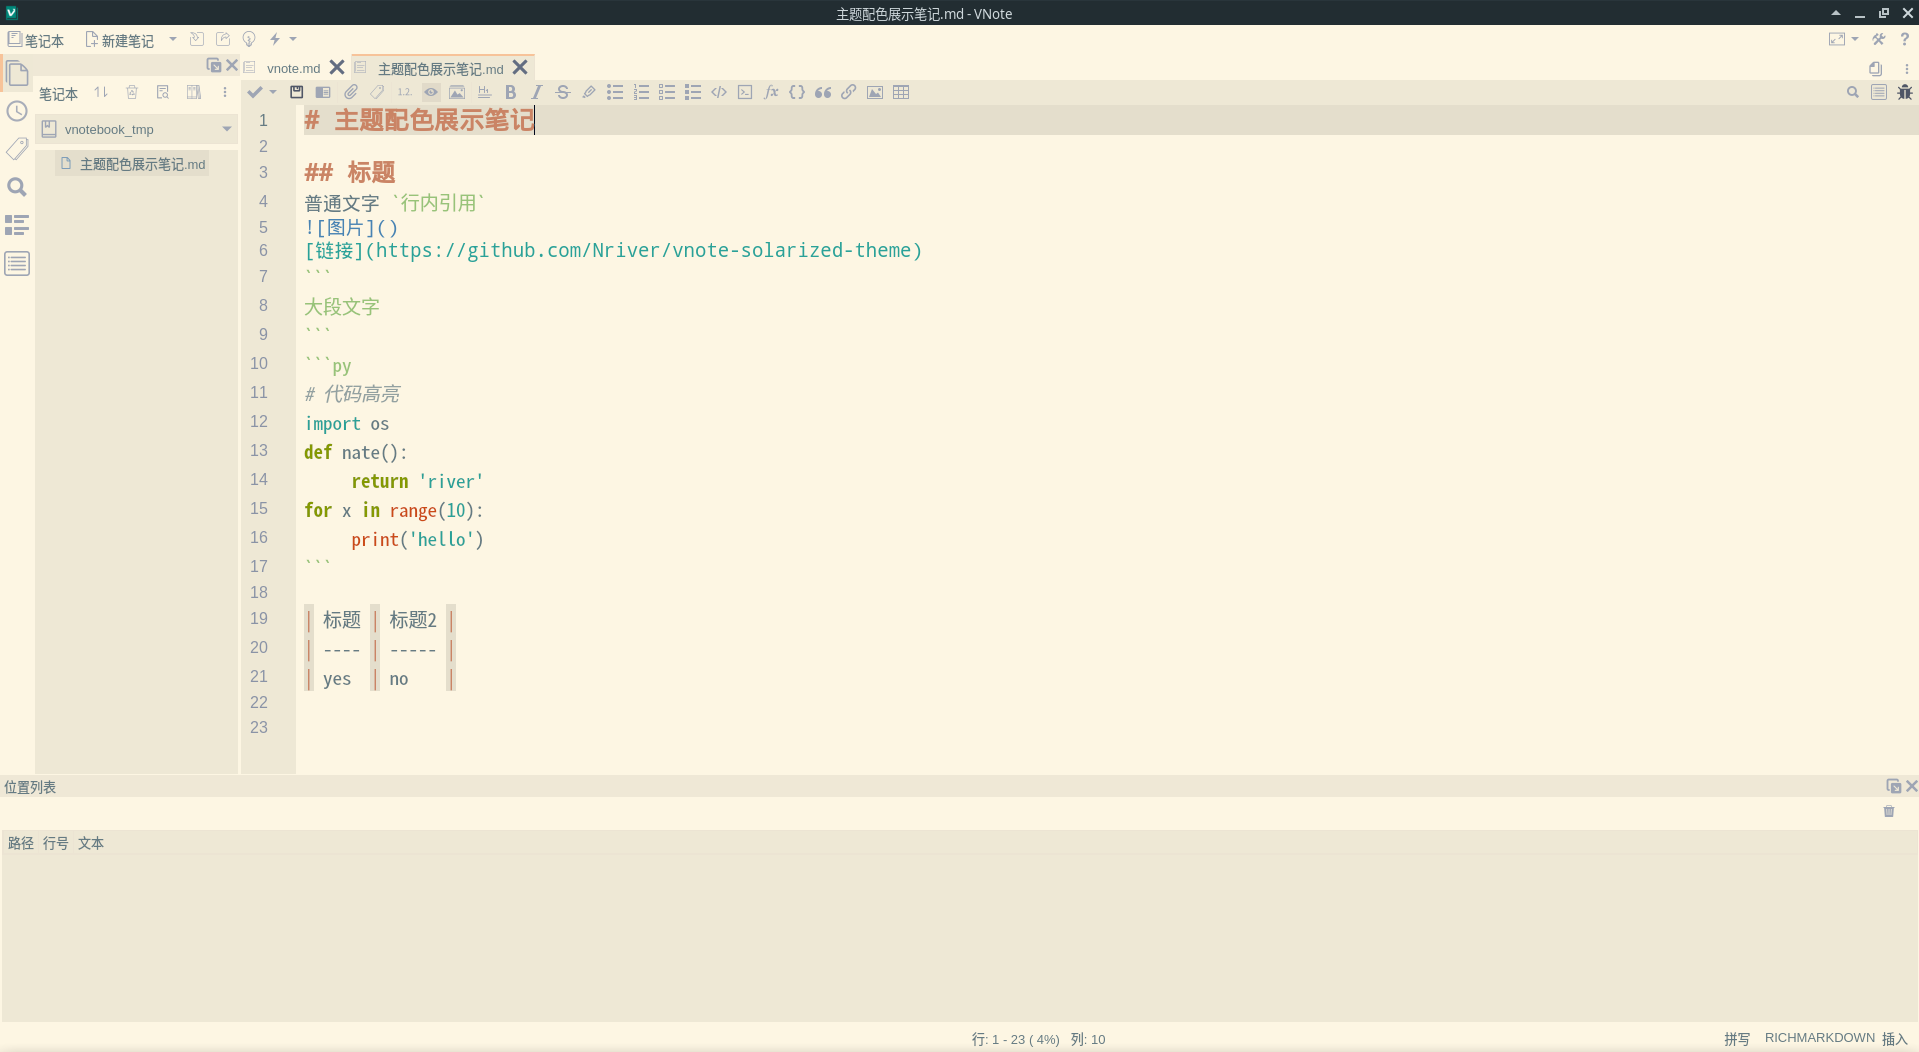 主题配色展示笔记.md - VNote
笔记本 新建笔记
vnote.md 主题配色展示笔记.md
笔记本
1.2.
vnotebook_tmp
主题配色展示笔记.md
1 # 主题配色展示笔记
2
3 ## 标题
4 普通文字 `行内引用`
5 ![图片]()
6 [链接](https://github.com/Nriver/vnote-solarized-theme)
7 ```
8 大段文字
9 ```
10 ```py
11 # 代码高亮
12 import os
13 def nate():
14     return 'river'
15 for x in range(10):
16     print('hello')
17 ```
18
19 | 标题 | 标题2 |
20 | ---- | ----- |
21 | yes  | no    |
22
23
位置列表
路径 行号 文本
行: 1 - 23 ( 4%) 列: 10
拼写 RICHMARKDOWN 插入